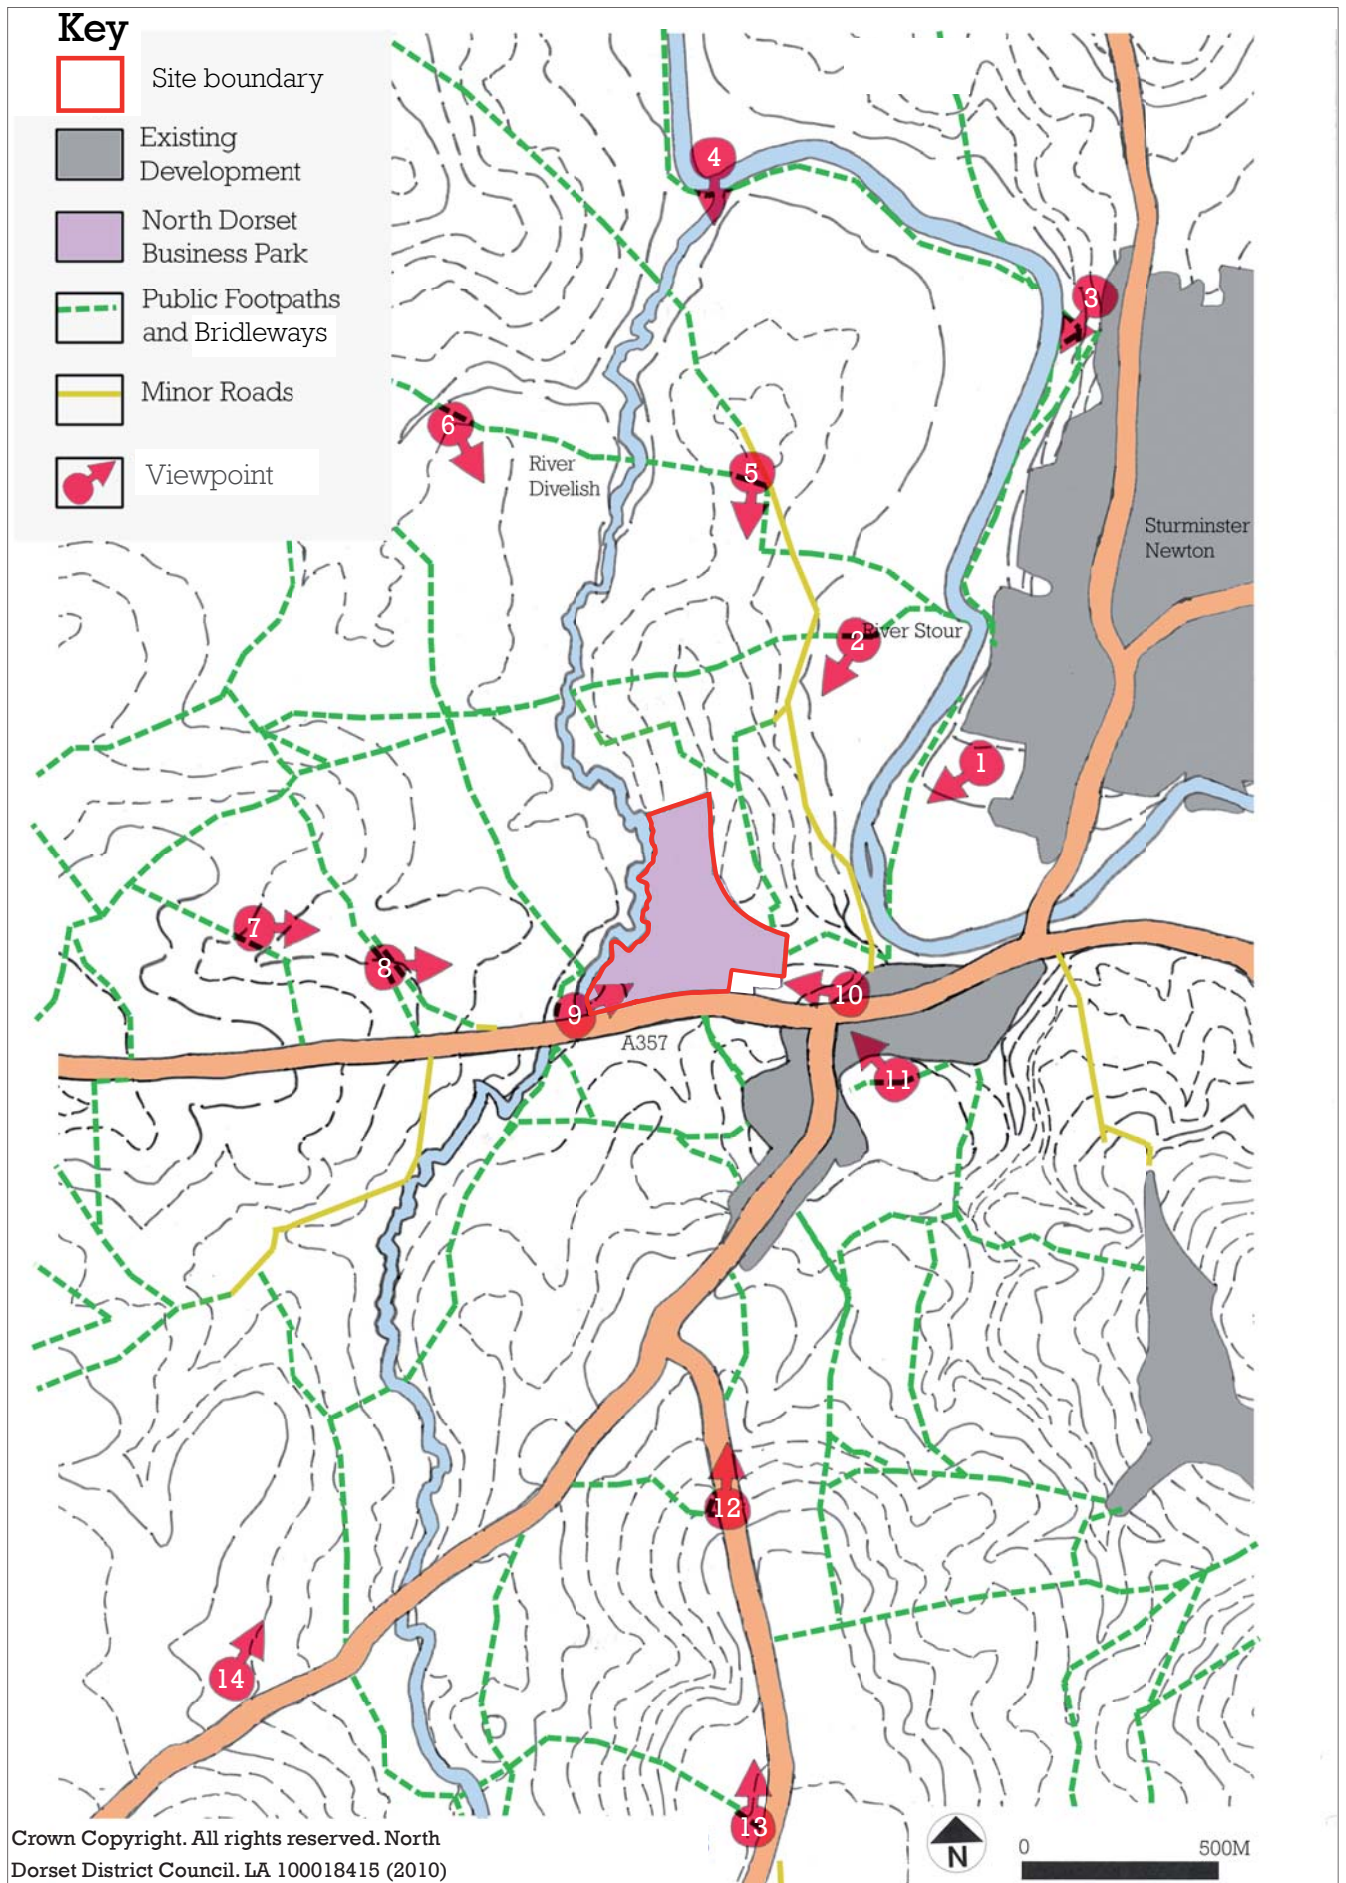 Key
Site boundary
Existing
Development
North Dorset
Business Park
Public Footpaths
and Bridleways
Minor Roads
Viewpoint
4
3
6
River
Divelish
5
Sturminster
Newton
2
River Stour
1
7
8
9
10
A357
11
12
14
13
Crown Copyright. All rights reserved. North
Dorset District Council. LA 100018415 (2010)
N
0
500M